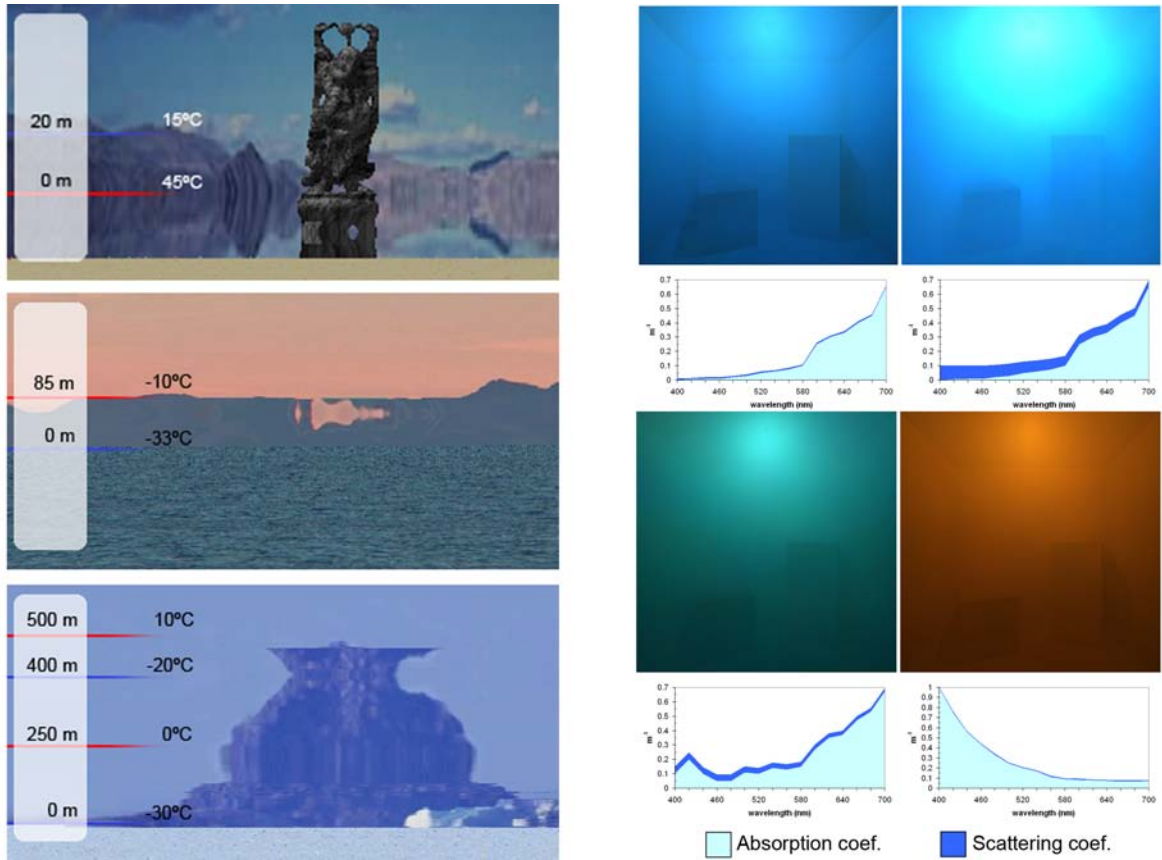 20 m 15ºC
0 m 45ºC
85 m -10ºC
0 m -33ºC
500 m 10ºC
400 m -20ºC
250 m 0ºC
0 m -30ºC
0.7
0.6
0.5
0.4
0.3
0.2
0.1
0
m⁻¹
400 460 520 580 640 700
wavelength (nm)
0.7
0.6
0.5
0.4
0.3
0.2
0.1
0
m⁻¹
400 460 520 580 640 700
wavelength (nm)
0.7
0.6
0.5
0.4
0.3
0.2
0.1
0
m⁻¹
400 460 520 580 640 700
wavelength (nm)
1
0.9
0.8
0.7
0.6
0.5
0.4
0.3
0.2
0.1
0
m⁻¹
400 460 520 580 640 700
wavelength (nm)
Absorption coef. Scattering coef.